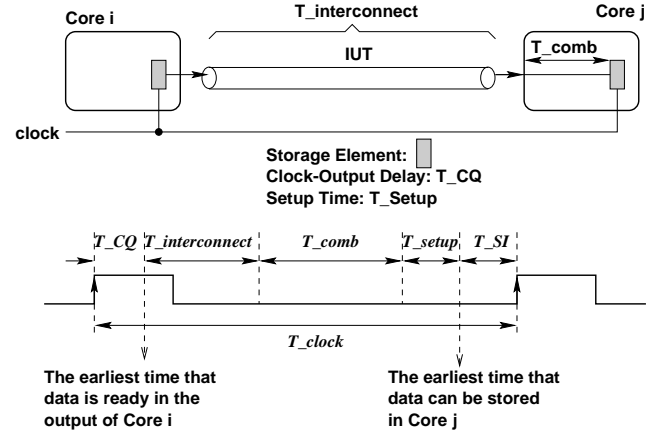 T_interconnect
Core i
Core j
IUT
T_comb
clock
Storage Element:
Clock-Output Delay: T_CQ
Setup Time: T_Setup
T_CQ T_interconnect T_comb T_setup T_SI
T_clock
The earliest time that
data is ready in the
output of Core i
The earliest time that
data can be stored
in Core j